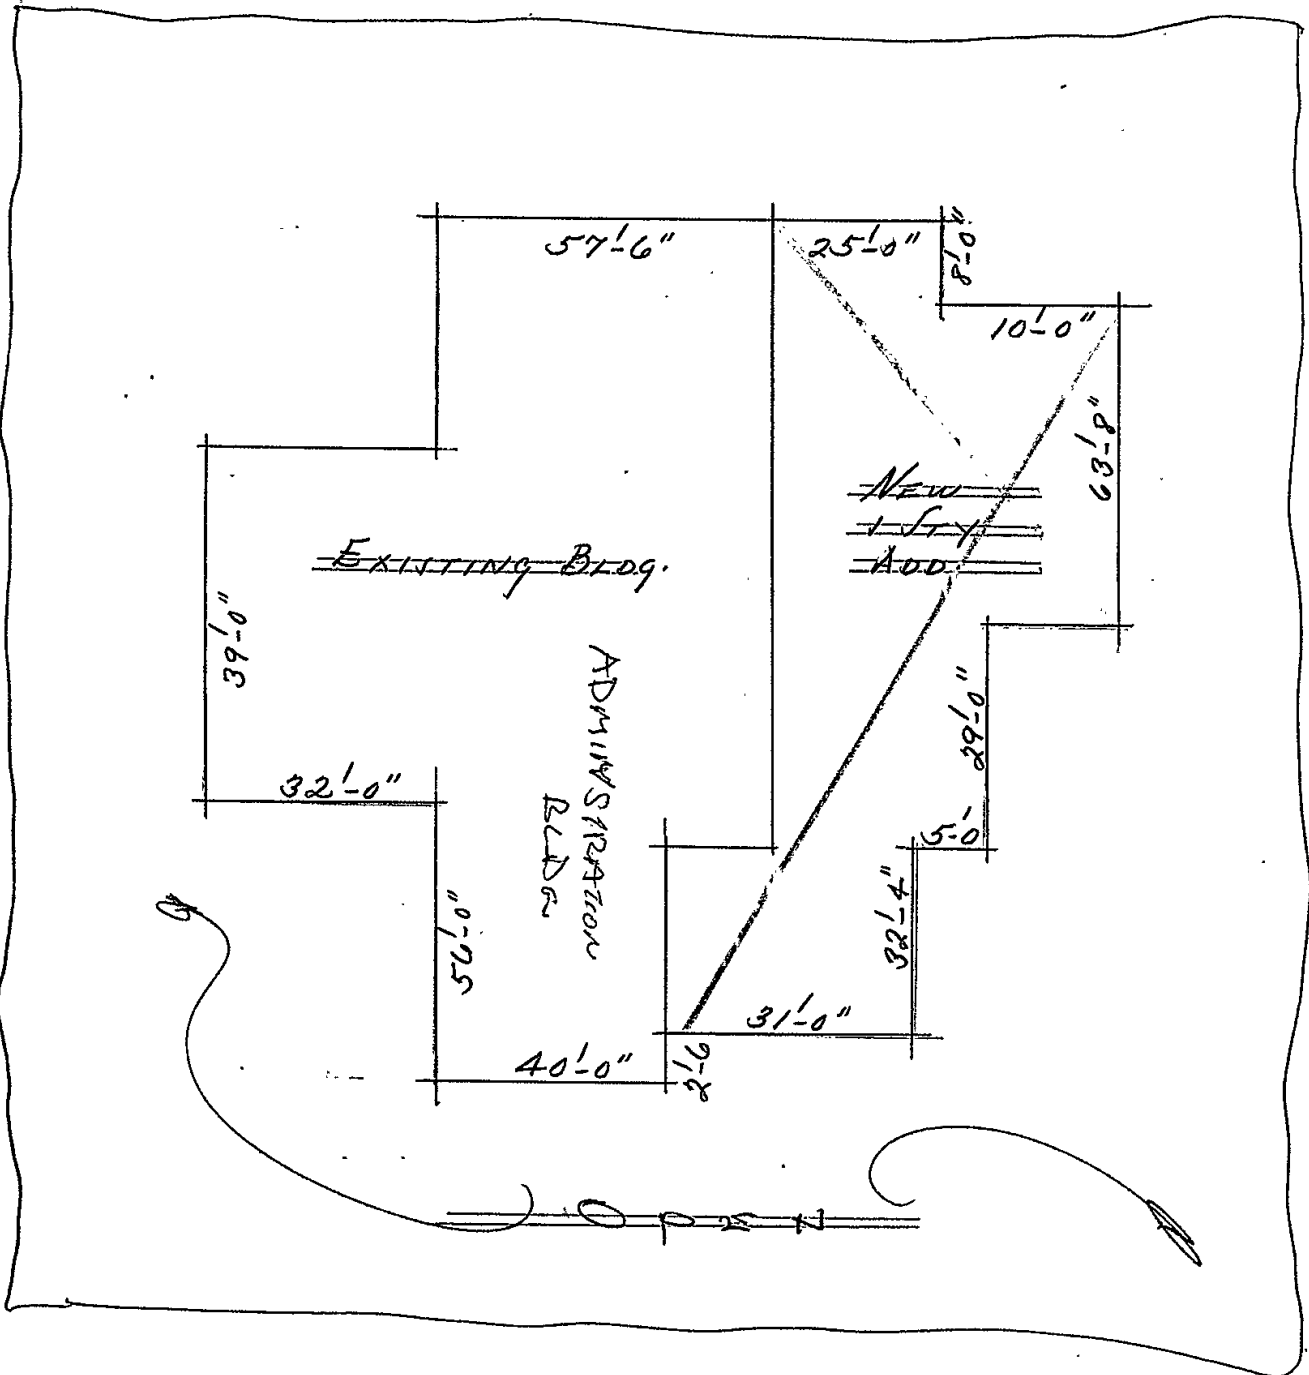 57'-6"
25'-0"
8'-0"
10'-0"
63'-8"
NEW
1 STY
ADD
EXISTING BLDG.
39'-0"
ADMINSTRATION
BLDG
29'-0"
32'-0"
5'-0
32'-4"
56'-0"
31'-0"
40'-0"
2'-6
OPEN